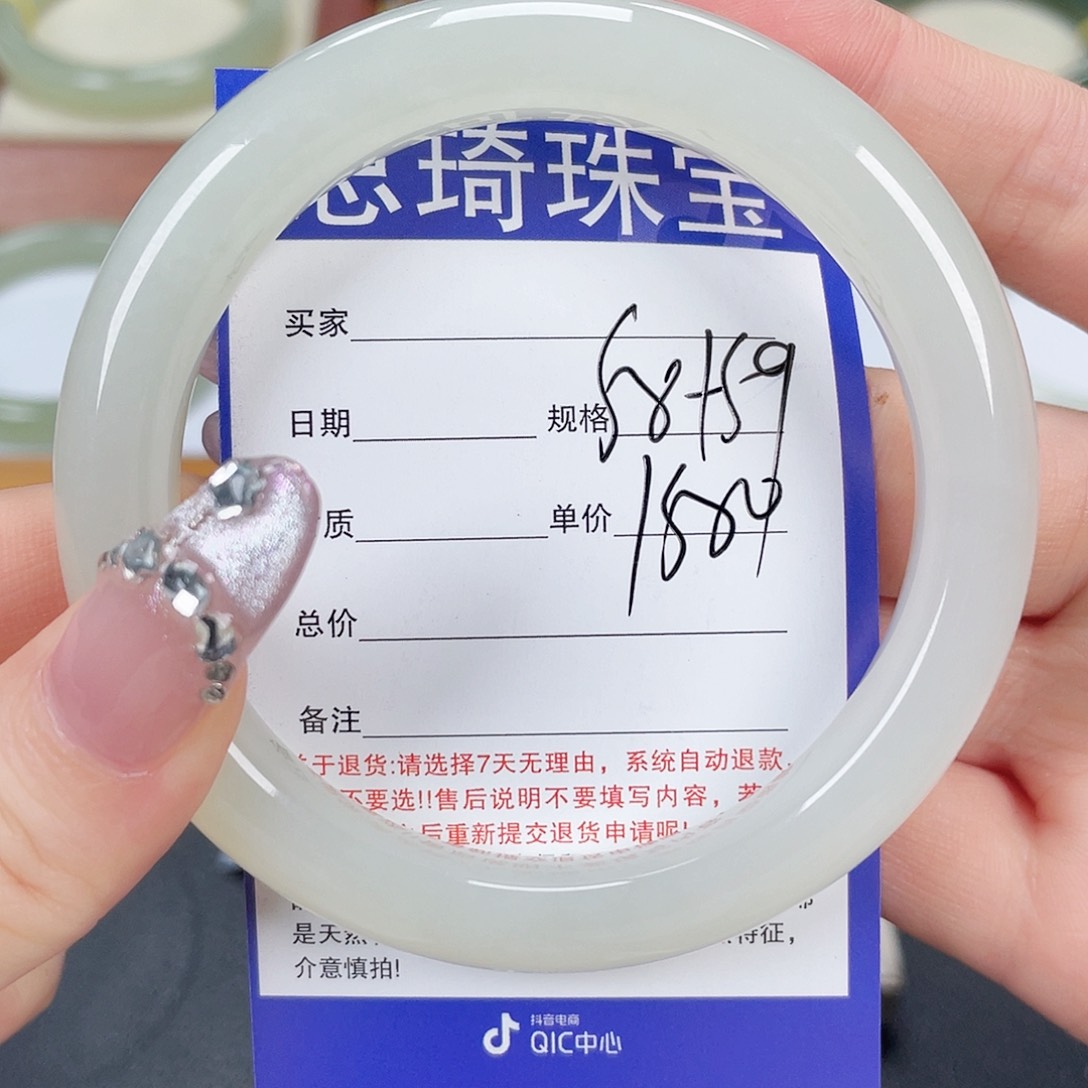 琦珠宝
买家
日期 规格 58+59
质 单价
总价
备注
于退货:请选择7天无理由，系统自动退款.
不要选!!售后说明不要填写内容，若
后重新提交退货申请呢!
是天然 特征，
介意慎拍!
抖音电商
QIC中心